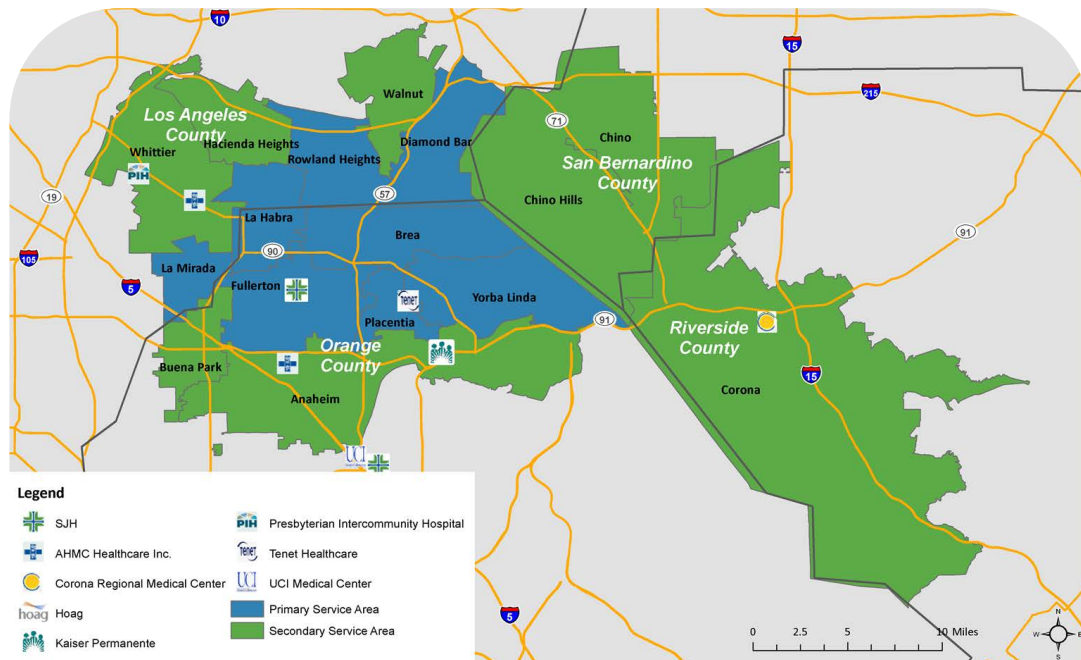 10
15
215
71
Walnut
Chino
Los Angeles
County
Hacienda Heights
Diamond Bar
Whittier
Rowland Heights
San Bernardino
County
PIH
57
Chino Hills
19
La Habra
Brea
91
90
105
La Mirada
5
Fullerton
TENET
Yorba Linda
Placentia
91
Riverside
County
Orange
County
Buena Park
15
Anaheim
Corona
UCI
Legend
SJH
PIH
Presbyterian Intercommunity Hospital
AHMC Healthcare Inc.
TENET
Tenet Healthcare
Corona Regional Medical Center
UCI
UCI Medical Center
hoag
Hoag
Primary Service Area
Kaiser Permanente
Secondary Service Area
5
0 2.5 5 10 Miles
N
W E
S